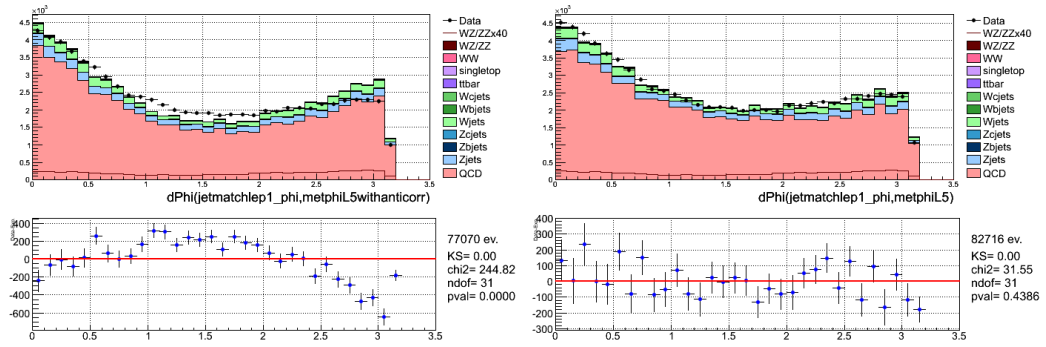 ×10³
4.5
4
3.5
3
2.5
2
1.5
1
0.5
0
0 0.5 1 1.5 2 2.5 3 3.5
dPhi(jetmatchlep1_phi,metphiL5withanticorr)
Data
WZ/ZZx40
WZ/ZZ
WW
singletop
ttbar
Wcjets
Wbjets
Wjets
Zcjets
Zbjets
Zjets
QCD
400
200
0
-200
-400
-600
0 0.5 1 1.5 2 2.5 3 3.5
77070 ev.
KS= 0.00
chi2= 244.82
ndof= 31
pval= 0.0000
×10³
4.5
4
3.5
3
2.5
2
1.5
1
0.5
0
0 0.5 1 1.5 2 2.5 3 3.5
dPhi(jetmatchlep1_phi,metphiL5)
Data
WZ/ZZx40
WZ/ZZ
WW
singletop
ttbar
Wcjets
Wbjets
Wjets
Zcjets
Zbjets
Zjets
QCD
400
300
200
100
0
-100
-200
-300
0 0.5 1 1.5 2 2.5 3 3.5
82716 ev.
KS= 0.00
chi2= 31.55
ndof= 31
pval= 0.4386